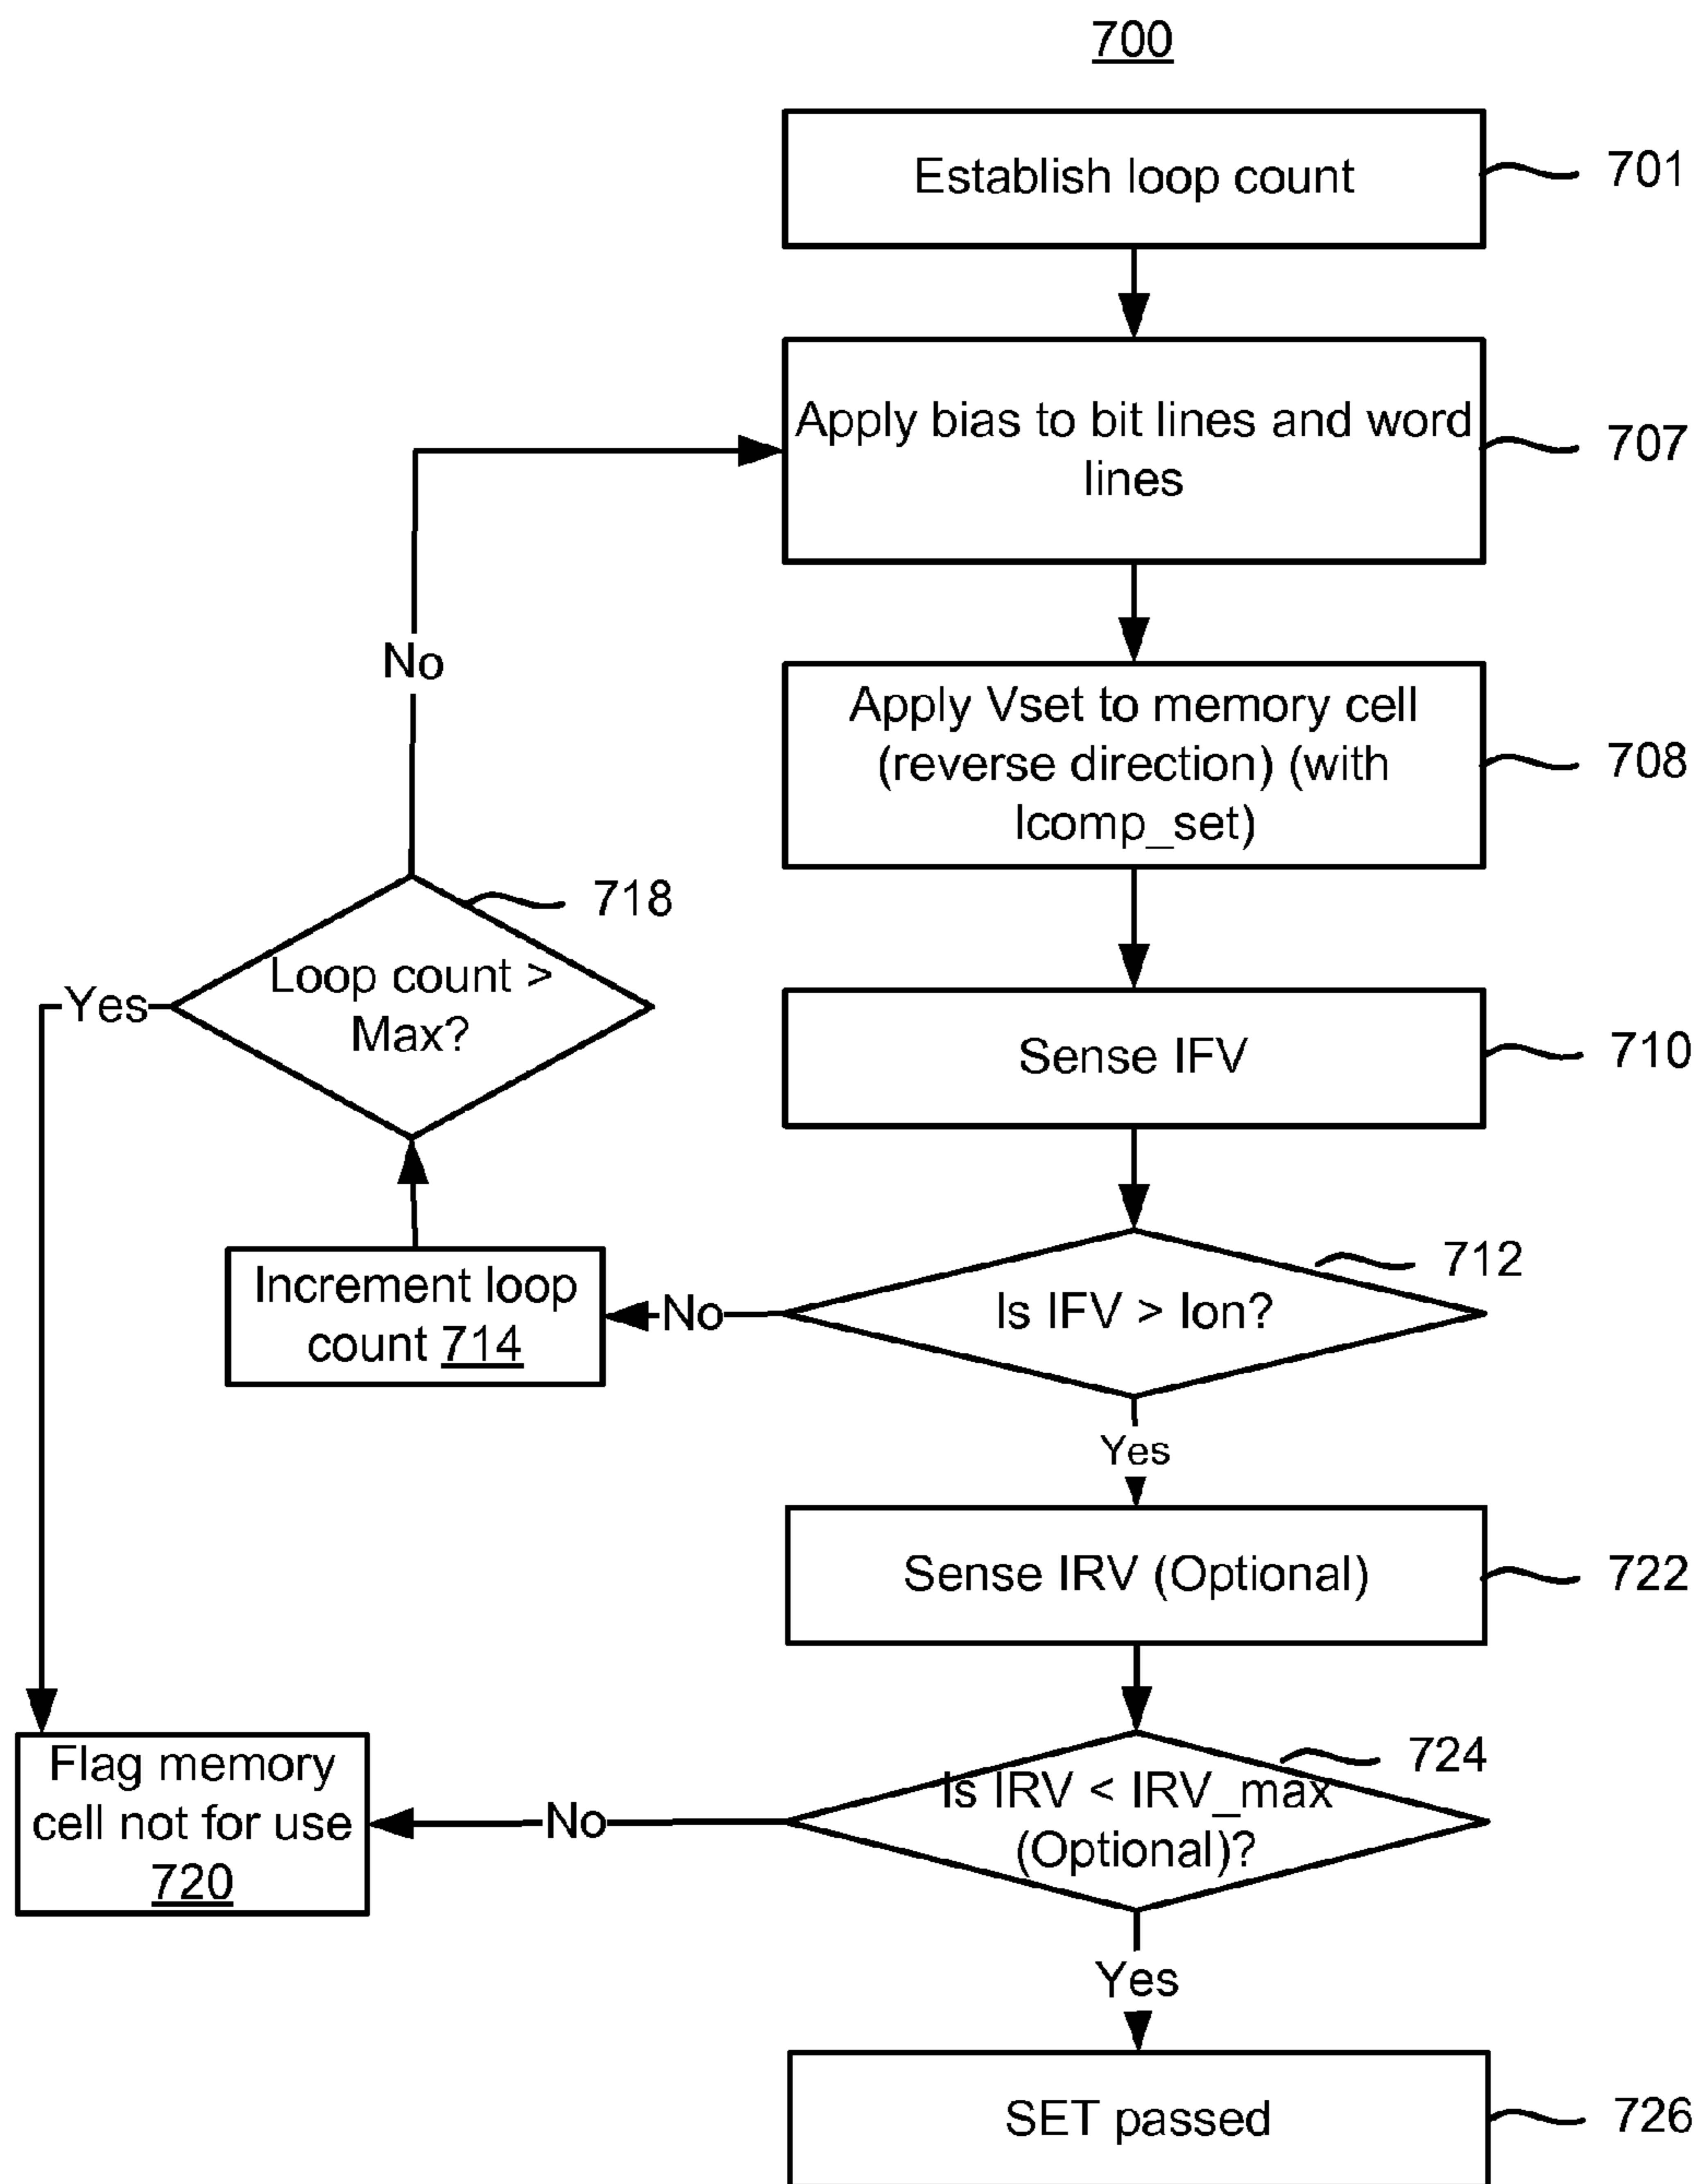 700
Establish loop count
701
Apply bias to bit lines and word
lines
707
No
Apply Vset to memory cell
(reverse direction) (with
Icomp_set)
708
718
Loop count >
Max?
Yes
Sense IFV
710
712
Increment loop
count 714
No
Is IFV > Ion?
Yes
Sense IRV (Optional)
722
724
Flag memory
cell not for use
720
No
Is IRV < IRV_max
(Optional)?
Yes
SET passed
726